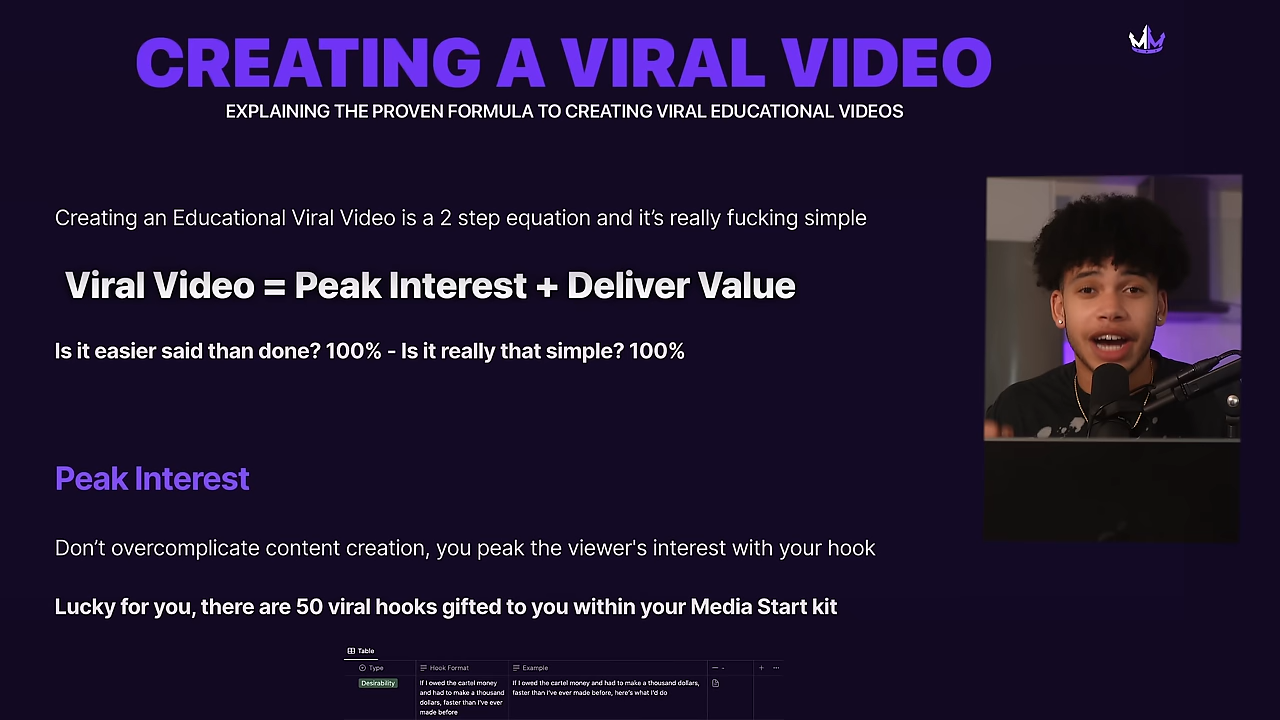 CREATING A VIRAL VIDEO
EXPLAINING THE PROVEN FORMULA TO CREATING VIRAL EDUCATIONAL VIDEOS
Creating an Educational Viral Video is a 2 step equation and it’s really fucking simple
Viral Video = Peak Interest + Deliver Value
Is it easier said than done? 100% - Is it really that simple? 100%
Peak Interest
Don’t overcomplicate content creation, you peak the viewer's interest with your hook
Lucky for you, there are 50 viral hooks gifted to you within your Media Start kit
Table
Type Hook Format Example
Desirability
If I owed the cartel money
and had to make a thousand
dollars, faster than I've ever
made before
If I owed the cartel money and had to make a thousand dollars,
faster than I've ever made before, here's what I'd do